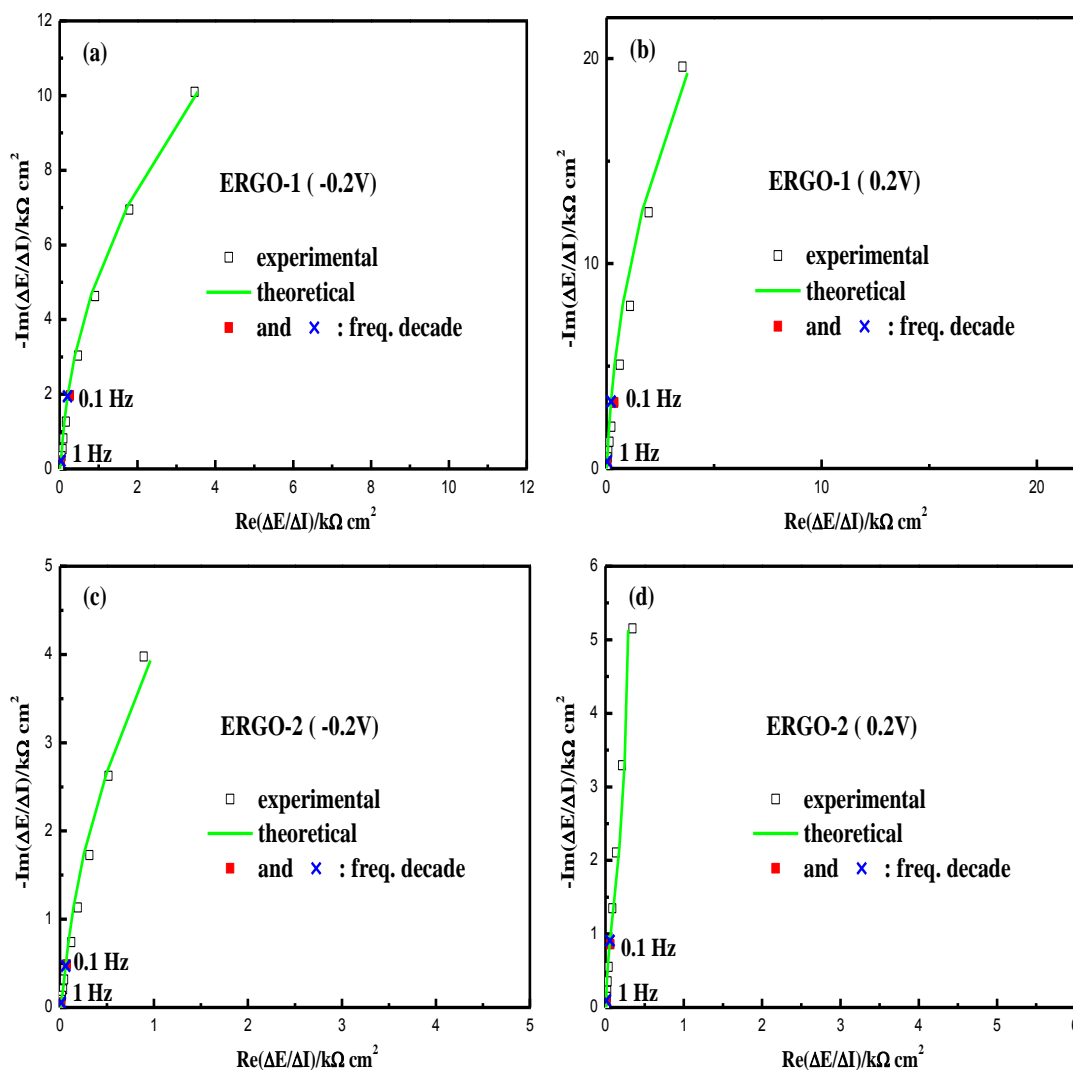 (a)
12
10
8
6
4
2
0
-Im(ΔE/ΔI)/kΩ cm²
ERGO-1 ( -0.2V)
experimental
theoretical
and × : freq. decade
0.1 Hz
1 Hz
0 2 4 6 8 10 12
Re(ΔE/ΔI)/kΩ cm²
(b)
20
10
0
-Im(ΔE/ΔI)/kΩ cm²
ERGO-1 ( 0.2V)
experimental
theoretical
and × : freq. decade
0.1 Hz
1 Hz
0 10 20
Re(ΔE/ΔI)/kΩ cm²
(c)
5
4
3
2
1
0
-Im(ΔE/ΔI)/kΩ cm²
ERGO-2 ( -0.2V)
experimental
theoretical
and × : freq. decade
0.1 Hz
1 Hz
0 1 2 3 4 5
Re(ΔE/ΔI)/kΩ cm²
(d)
6
5
4
3
2
1
0
-Im(ΔE/ΔI)/kΩ cm²
ERGO-2 ( 0.2V)
experimental
theoretical
and × : freq. decade
0.1 Hz
1 Hz
0 1 2 3 4 5 6
Re(ΔE/ΔI)/kΩ cm²